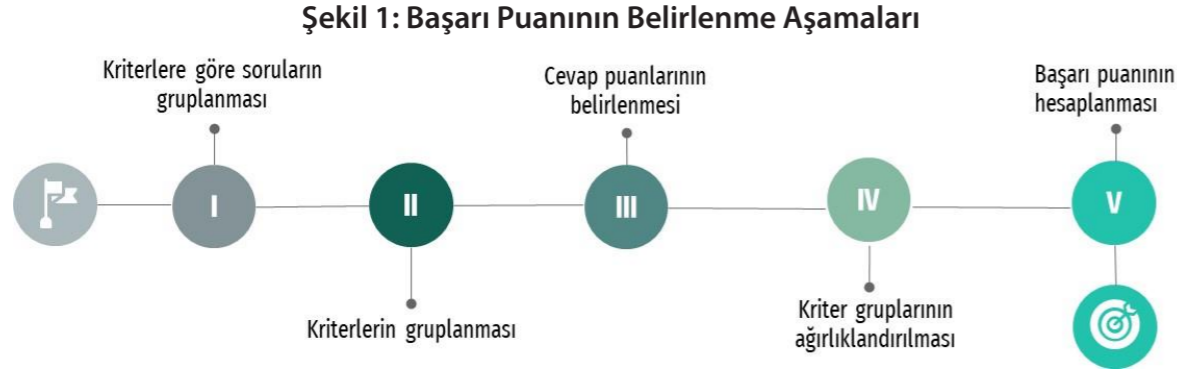 Şekil 1: Başarı Puanının Belirlenme Aşamaları
Kriterlere göre soruların
gruplanması
Cevap puanlarının
belirlenmesi
Başarı puanının
hesaplanması
I
II
III
IV
V
Kriterlerin gruplanması
Kriter gruplarının
ağırlıklandırılması